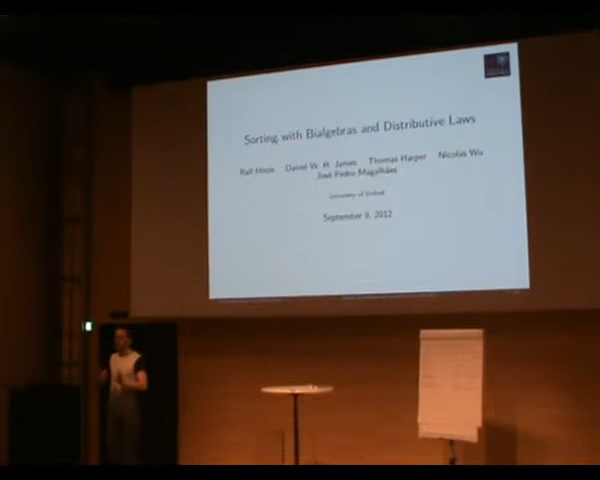 Sorting with Bialgebras and Distributive Laws
Ralf Hinze Daniel W. H. James Thomas Harper Nicolas Wu
José Pedro Magalhães
University of Oxford
September 9, 2012